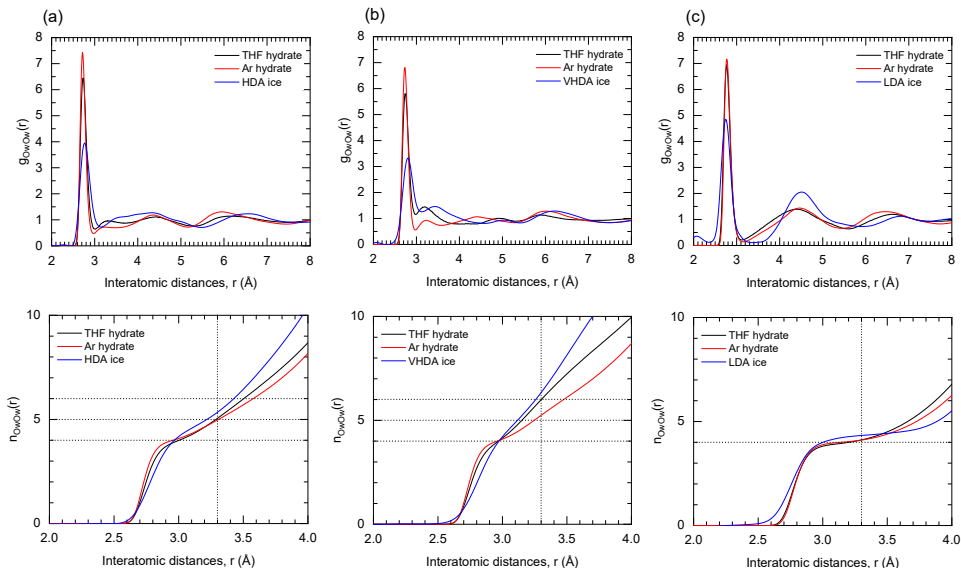 (a)
8
7
6
5
4
3
2
1
0
g_OwOw(r)
THF hydrate
Ar hydrate
HDA ice
2 3 4 5 6 7 8
Interatomic distances, r (Å)
(b)
8
7
6
5
4
3
2
1
0
g_OwOw(r)
THF hydrate
Ar hydrate
VHDA ice
2 3 4 5 6 7 8
Interatomic distances, r (Å)
(c)
8
7
6
5
4
3
2
1
0
g_OwOw(r)
THF hydrate
Ar hydrate
LDA ice
2 3 4 5 6 7 8
Interatomic distances, r (Å)
10
5
0
n_OwOw(r)
THF hydrate
Ar hydrate
HDA ice
2.0 2.5 3.0 3.5 4.0
Interatomic distances, r (Å)
10
5
0
n_OwOw(r)
THF hydrate
Ar hydrate
VHDA ice
2.0 2.5 3.0 3.5 4.0
Interatomic distances, r (Å)
10
5
0
n_OwOw(r)
THF hydrate
Ar hydrate
LDA ice
2.0 2.5 3.0 3.5 4.0
Interatomic distances, r (Å)